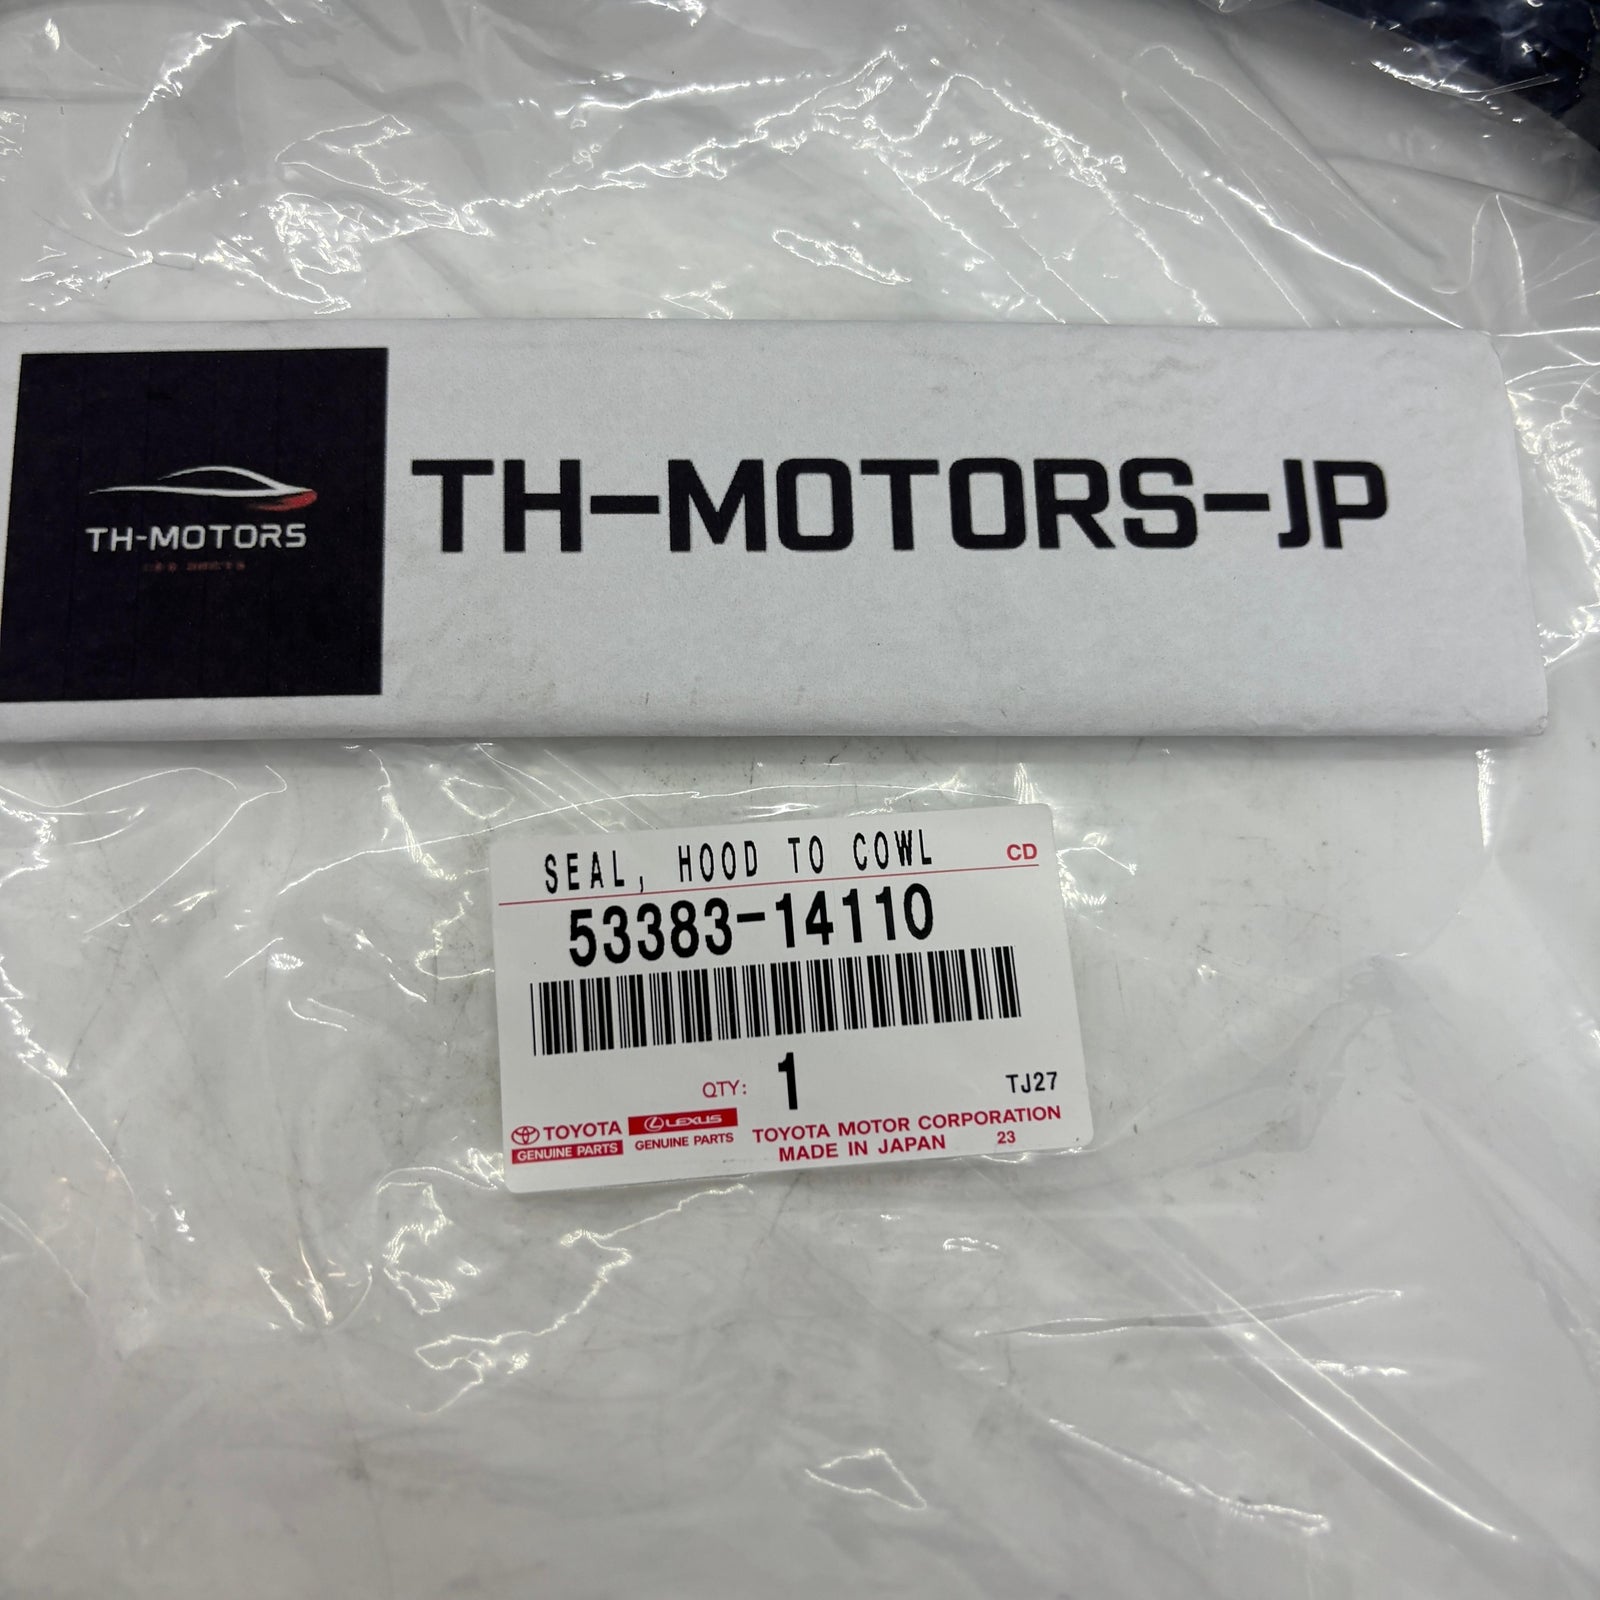 TH-MOTORS
TH-MOTORS-JP
SEAL, HOOD TO COWL
CD
53383-14110
QTY: 1
TJ27
TOYOTA
GENUINE PARTS
LEXUS
GENUINE PARTS
TOYOTA MOTOR CORPORATION
MADE IN JAPAN 23